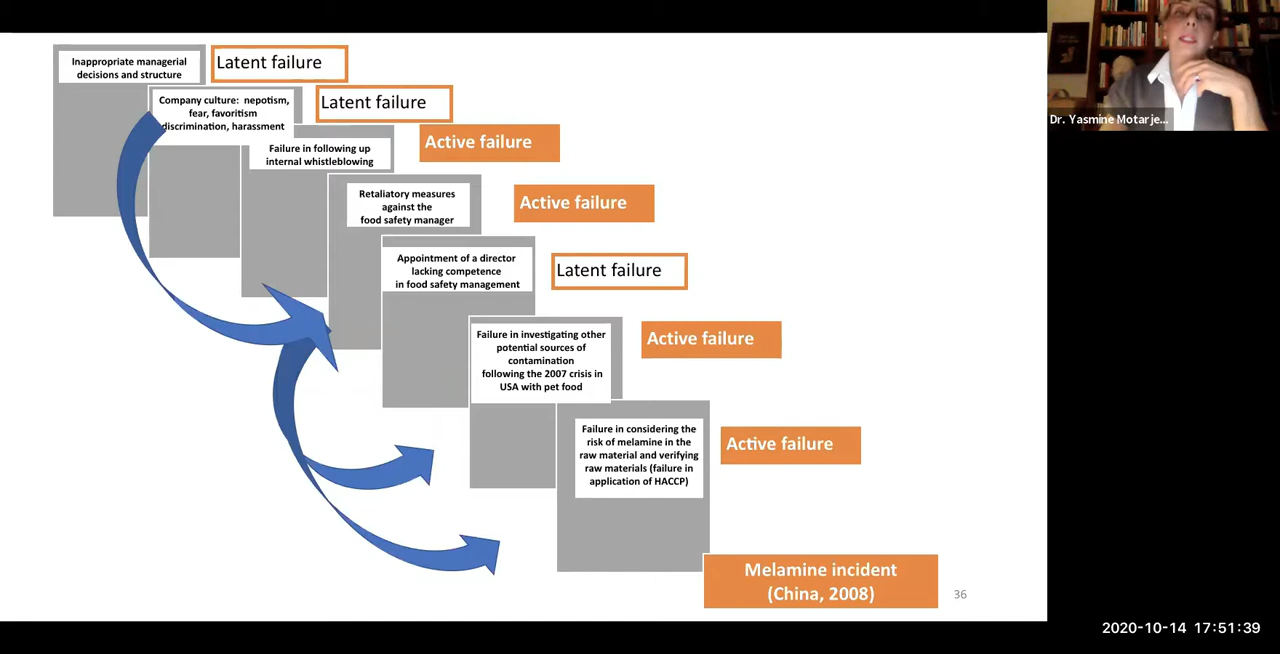 Inappropriate managerial
decisions and structure
Latent failure
Company culture: nepotism,
fear, favoritism
discrimination, harassment
Latent failure
Failure in following up
internal whistleblowing
Active failure
Retaliatory measures
against the
food safety manager
Active failure
Appointment of a director
lacking competence
in food safety management
Latent failure
Failure in investigating other
potential sources of
contamination
following the 2007 crisis in
USA with pet food
Active failure
Failure in considering the
risk of melamine in the
raw material and verifying
raw materials (failure in
application of HACCP)
Active failure
Melamine incident
(China, 2008)
36
Dr. Yasmine Motarje...
2020-10-14 17:51:39